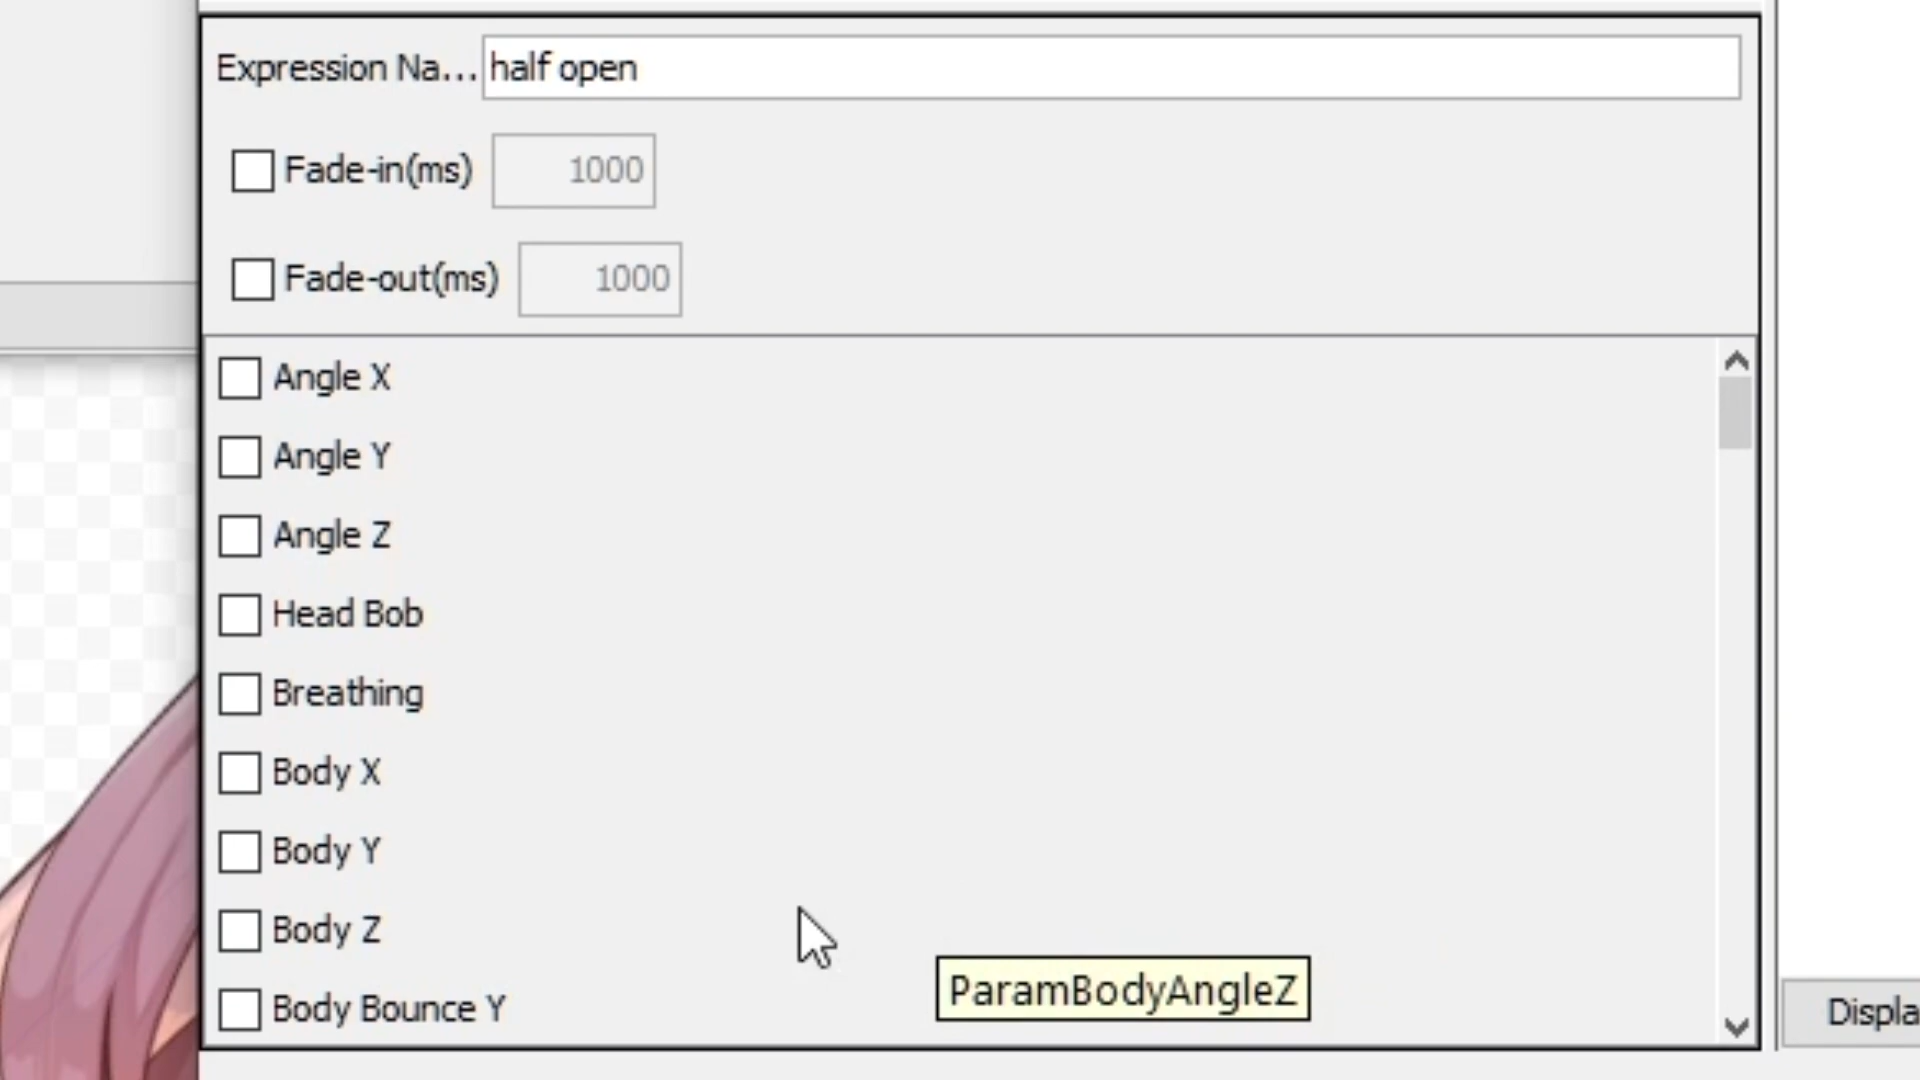 Expression Na... half open
Fade-in(ms) 1000
Fade-out(ms) 1000
Angle X
Angle Y
Angle Z
Head Bob
Breathing
Body X
Body Y
Body Z
ParamBodyAngleZ
Body Bounce Y
Displa